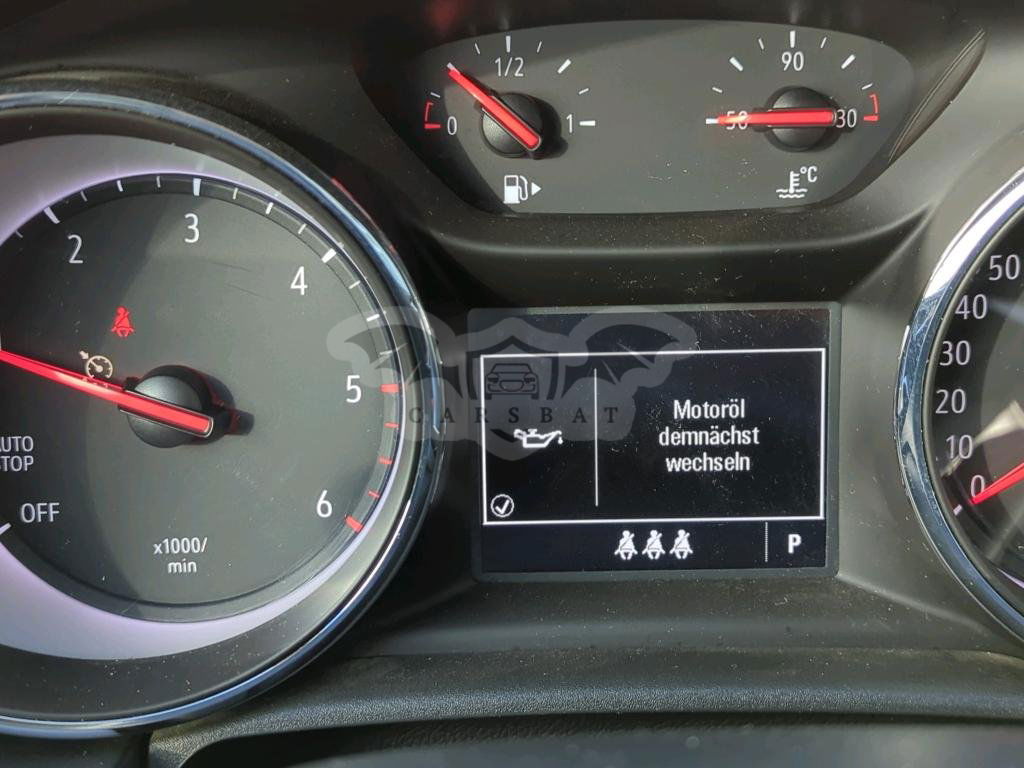 1/2
0
1
90
50
130
°C
2
3
4
5
6
AUTO
STOP
OFF
x1000/
min
CARSBAT
Motoröl
demnächst
wechseln
P
50
40
30
20
10
0